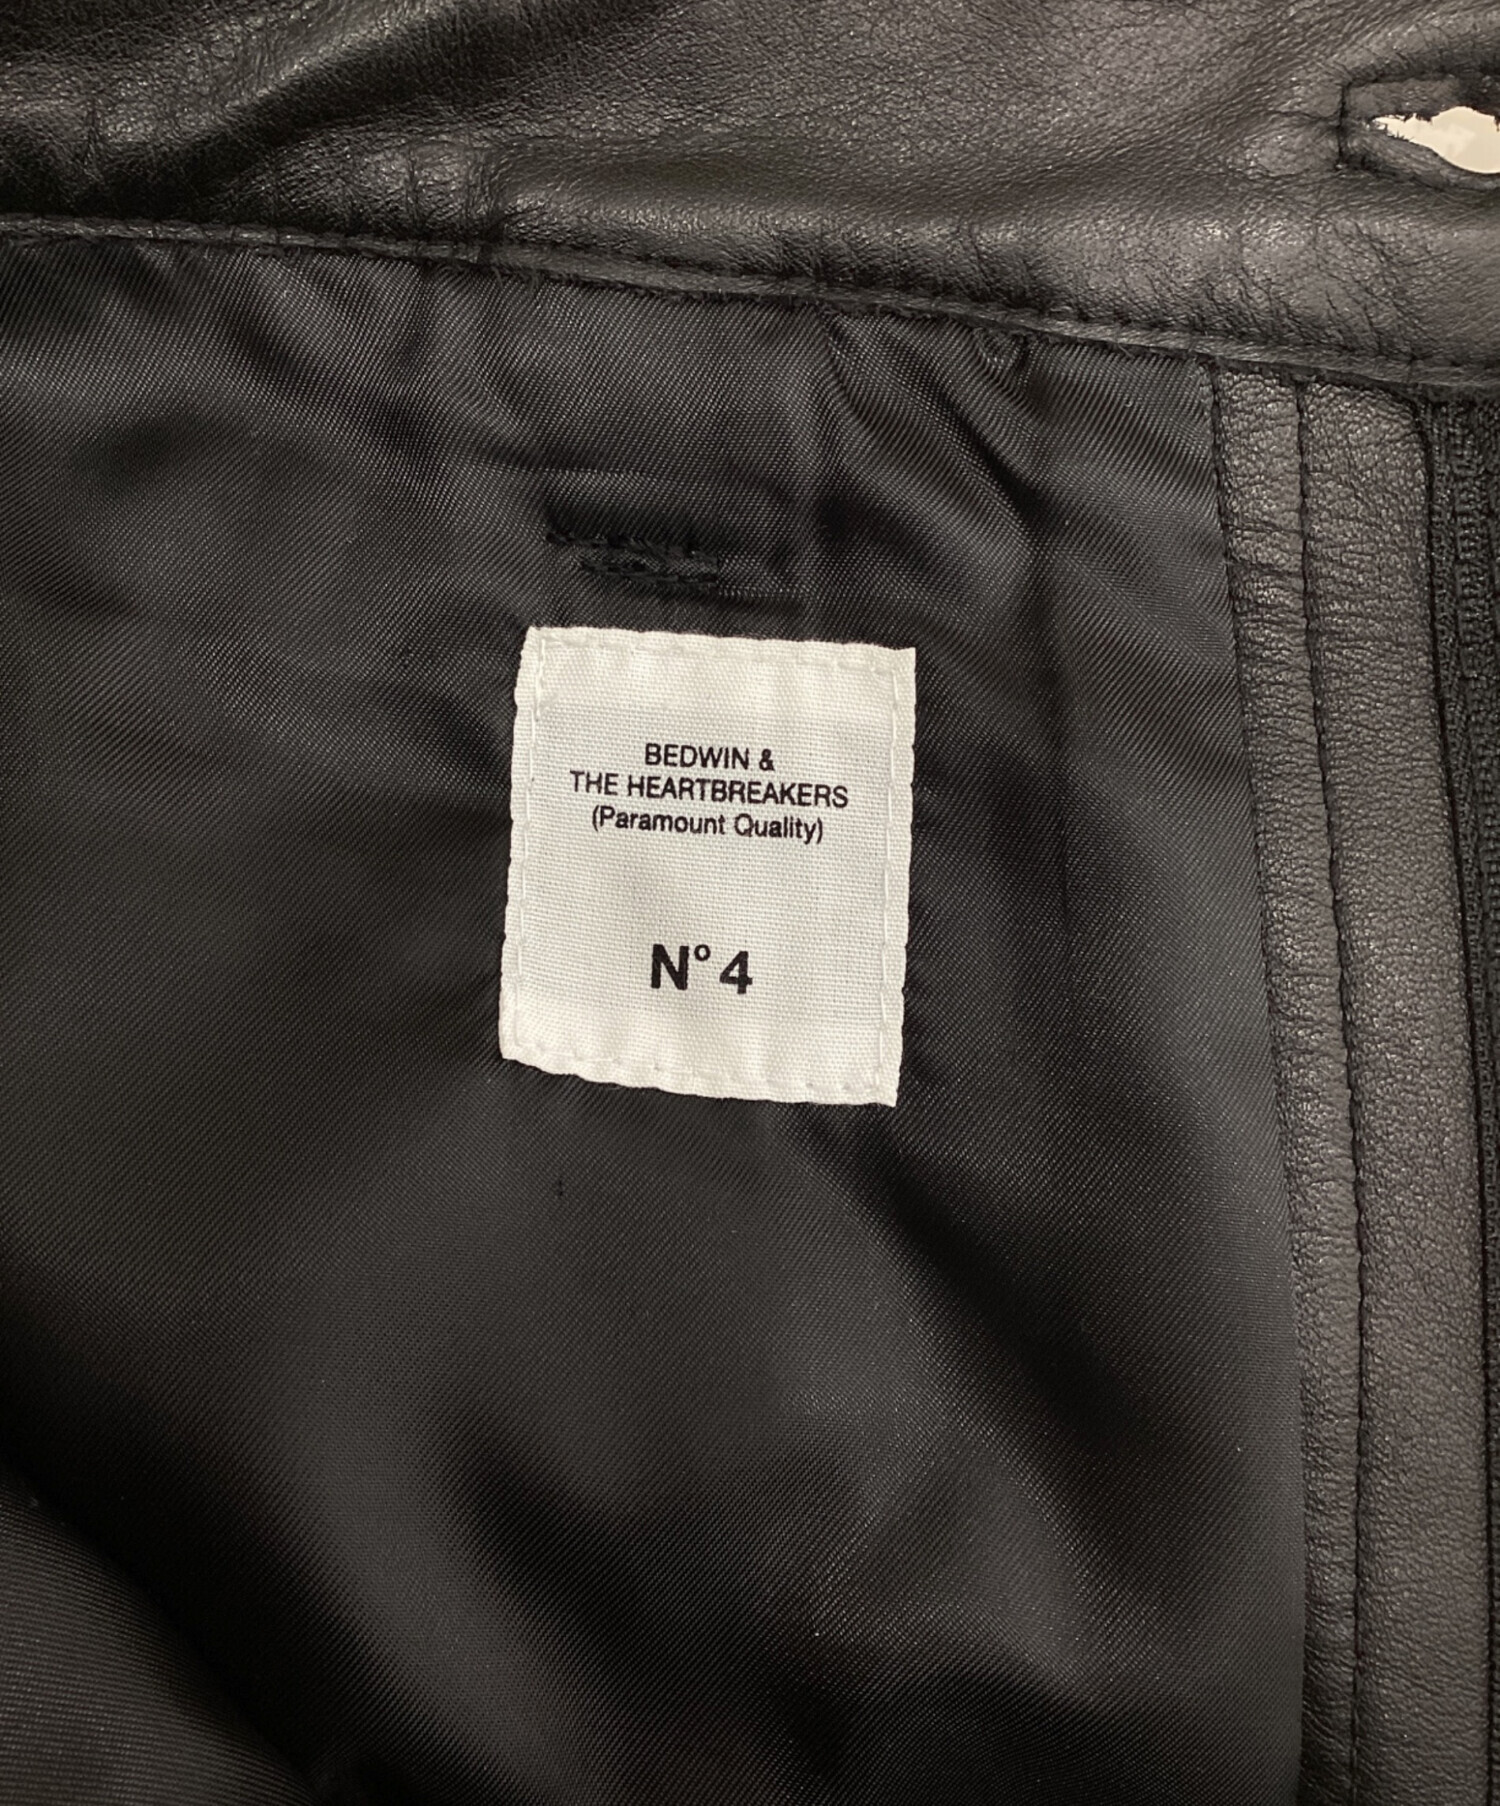 BEDWIN &
THE HEARTBREAKERS
(Paramount Quality)
N° 4